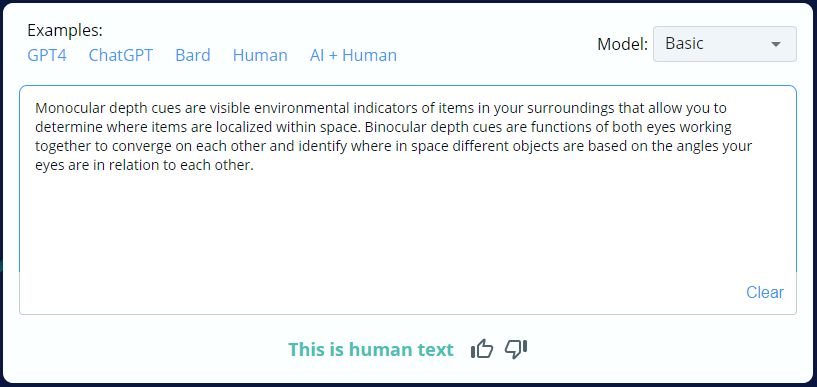 Examples:
GPT4 ChatGPT Bard Human AI + Human
Model: Basic
Monocular depth cues are visible environmental indicators of items in your surroundings that allow you to
determine where items are localized within space. Binocular depth cues are functions of both eyes working
together to converge on each other and identify where in space different objects are based on the angles your
eyes are in relation to each other.
Clear
This is human text